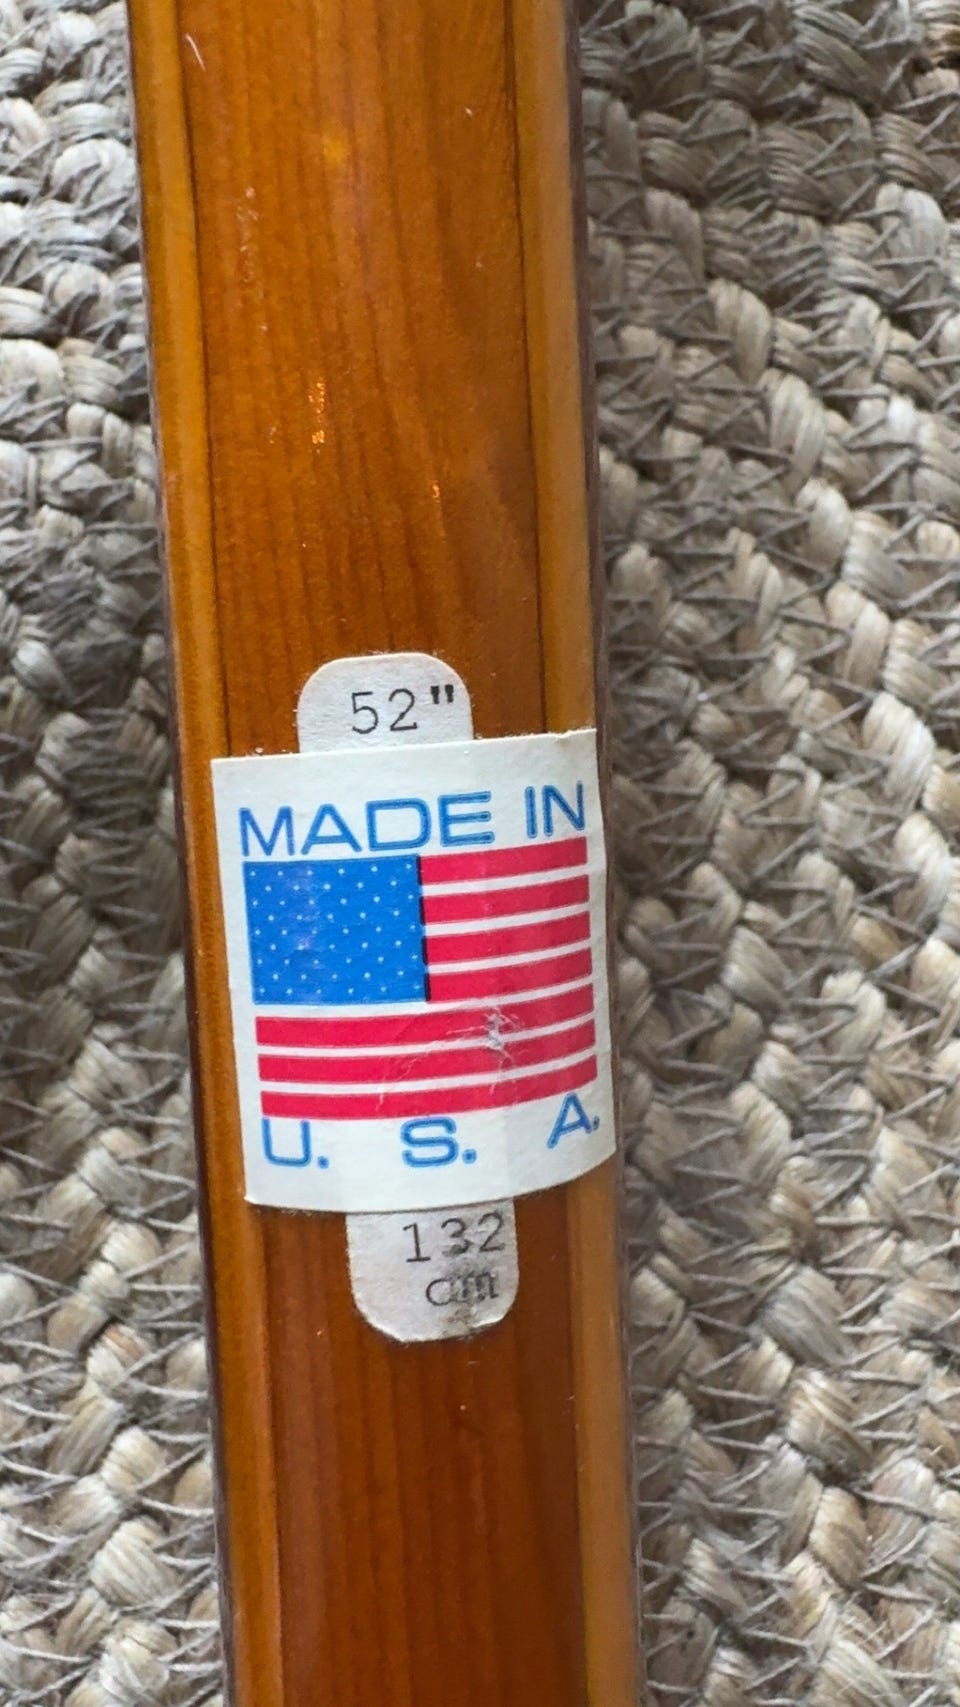 52"
MADE IN
U. S. A.
132
cm